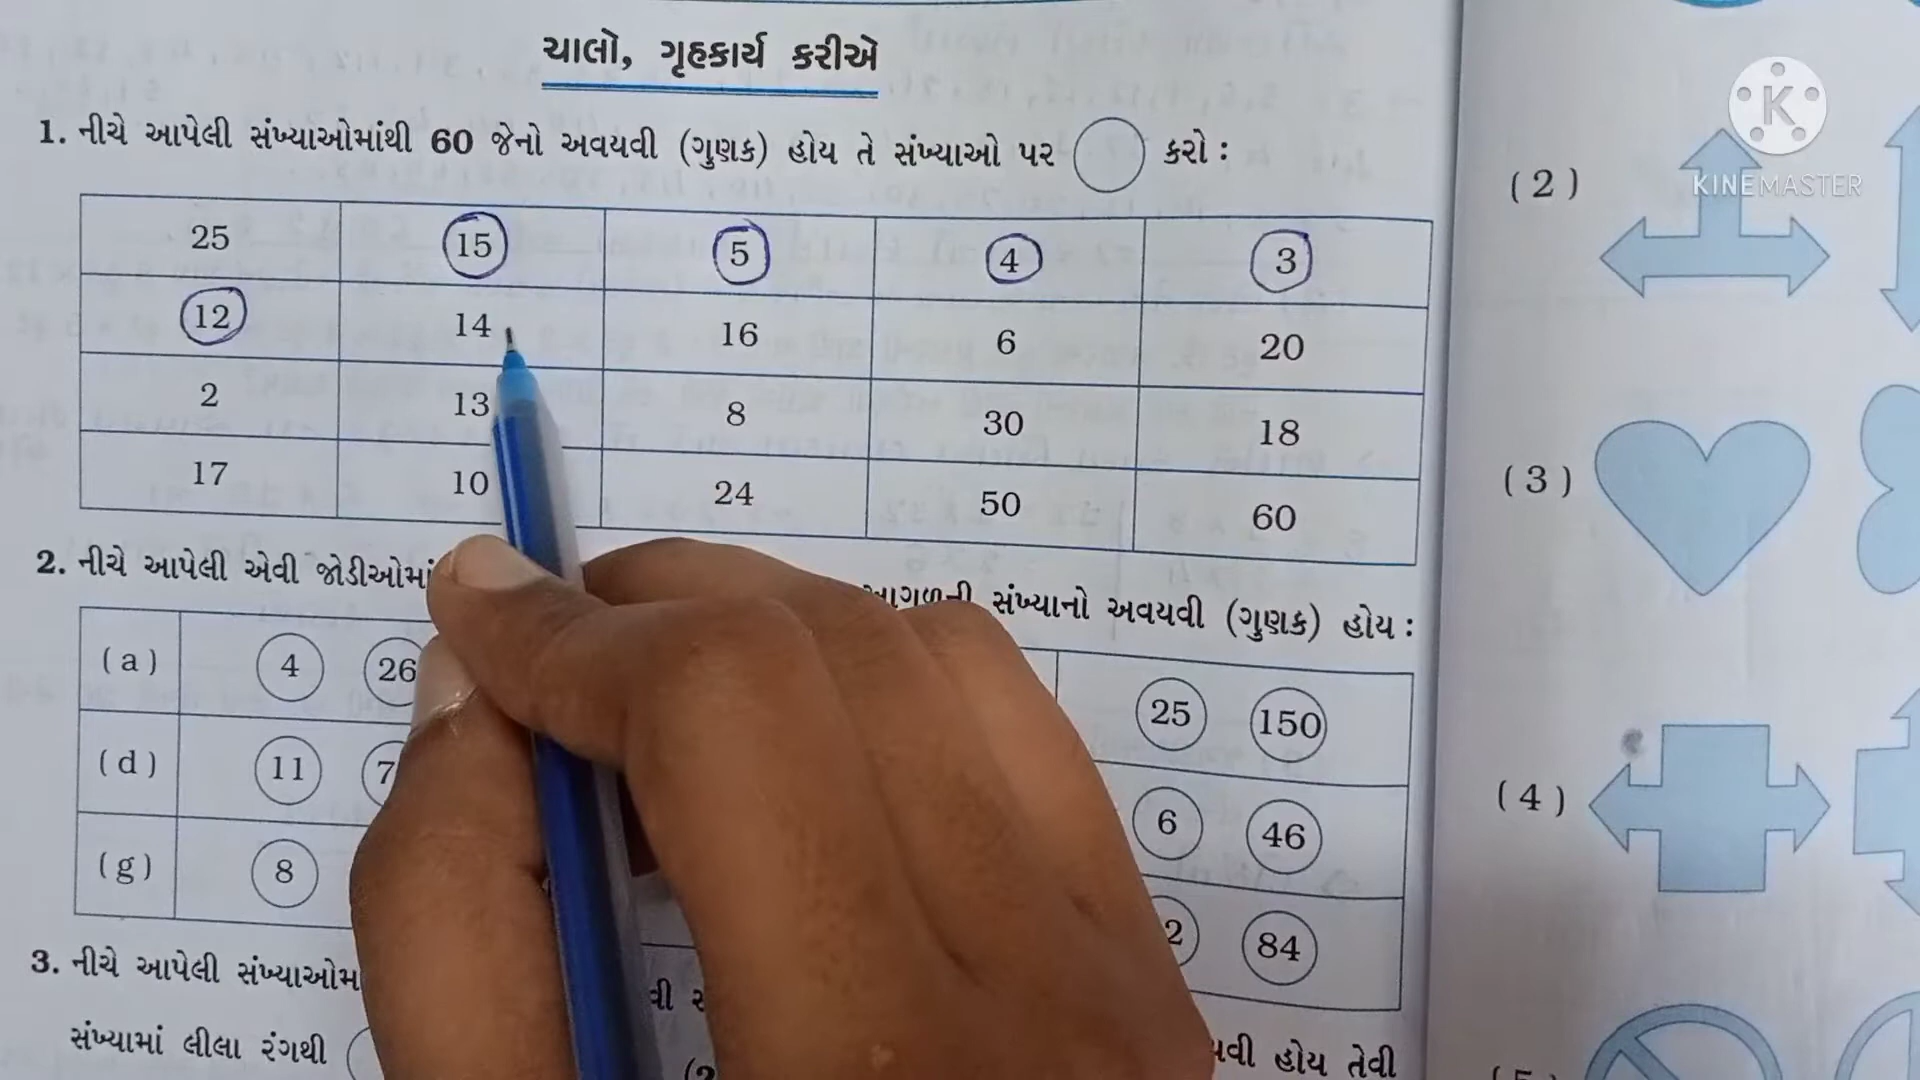 ચાલો, ગૃહકાર્ય કરીએ
1. નીચે આપેલી સંખ્યાઓમાંથી 60 જેનો અવયવી (ગુણક) હોય તે સંખ્યાઓ પર કરો :
25 15 5 4 3
12 14 16 6 20
2 13 8 30 18
17 10 24 50 60
2. નીચે આપેલી એવી જોડીઓમાં સંખ્યાનો અવયવી (ગુણક) હોય :
(a) 4 26 25 150
(d) 11 6 46
(g) 8 84
3. નીચે આપેલી
સંખ્યામાં લીલા રંગથી હોય તેવી
(2)
(3)
(4)
KINEMASTER
K